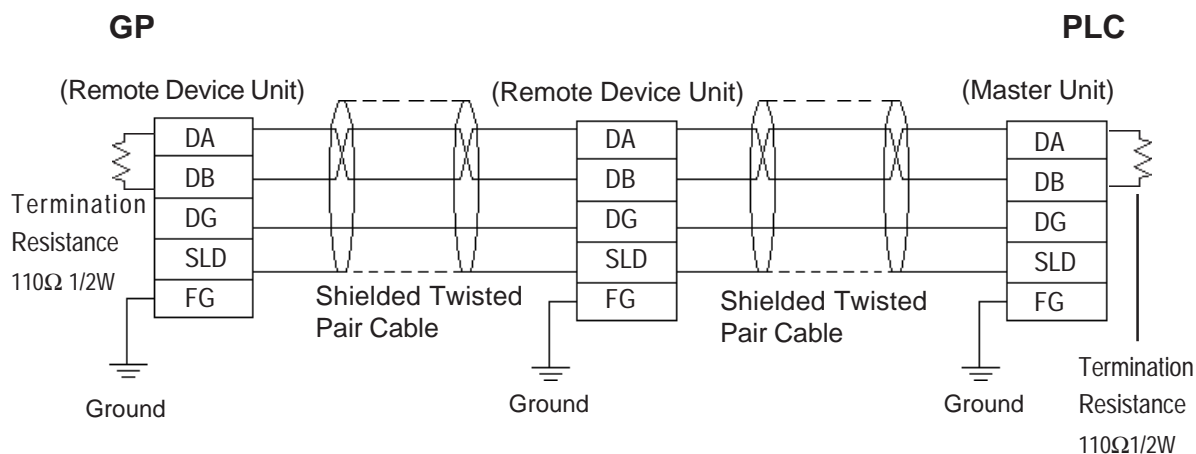 GP
PLC
(Remote Device Unit)
(Remote Device Unit)
(Master Unit)
DA
DB
DG
SLD
FG
Termination
Resistance
110Ω 1/2W
Ground
Shielded Twisted
Pair Cable
DA
DB
DG
SLD
FG
Ground
Shielded Twisted
Pair Cable
DA
DB
DG
SLD
FG
Ground
Termination
Resistance
110Ω1/2W